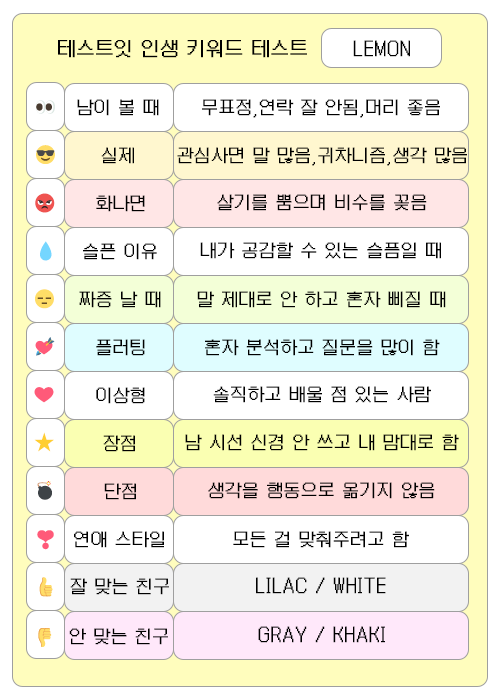 테스트잇 인생 키워드 테스트 LEMON
남이 볼 때 무표정,연락 잘 안됨,머리 좋음
실제 관심사면 말 많음,귀차니즘,생각 많음
화나면 살기를 뿜으며 비수를 꽂음
슬픈 이유 내가 공감할 수 있는 슬픔일 때
짜증 날 때 말 제대로 안 하고 혼자 삐질 때
플러팅 혼자 분석하고 질문을 많이 함
이상형 솔직하고 배울 점 있는 사람
장점 남 시선 신경 안 쓰고 내 맘대로 함
단점 생각을 행동으로 옮기지 않음
연애 스타일 모든 걸 맞춰주려고 함
잘 맞는 친구 LILAC / WHITE
안 맞는 친구 GRAY / KHAKI